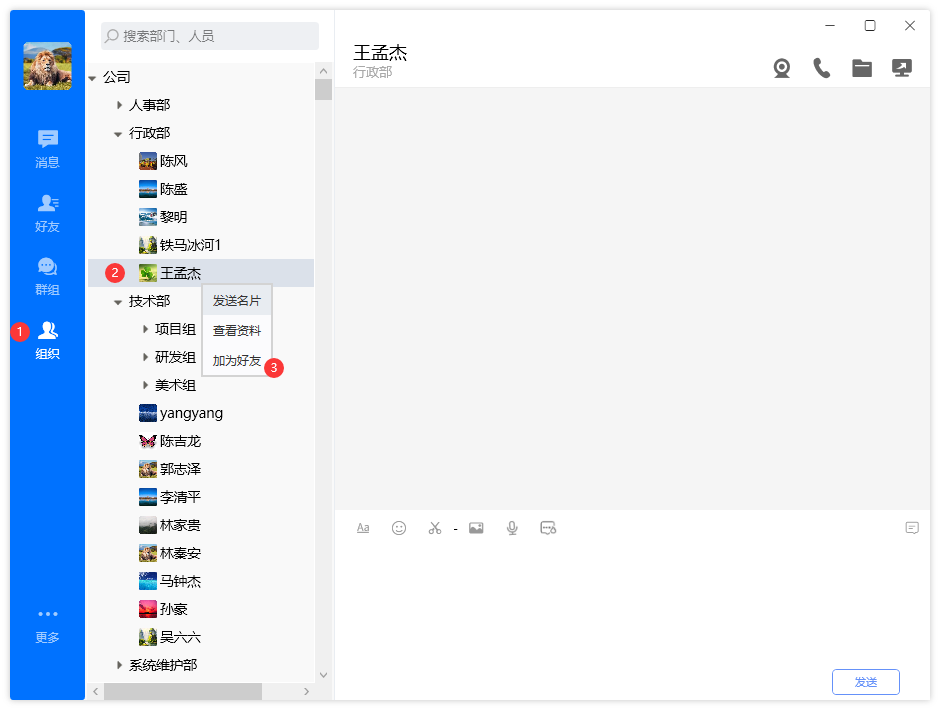 搜索部门、人员
消息
好友
群组
1
组织
更多
公司
人事部
行政部
陈风
陈盛
黎明
铁马冰河1
2
王孟杰
技术部
项目组
研发组
美术组
yangyang
陈吉龙
郭志泽
李清平
林家贵
林秦安
马钟杰
孙豪
吴六六
系统维护部
发送名片
查看资料
加为好友
3
王孟杰
行政部
Aa
发送